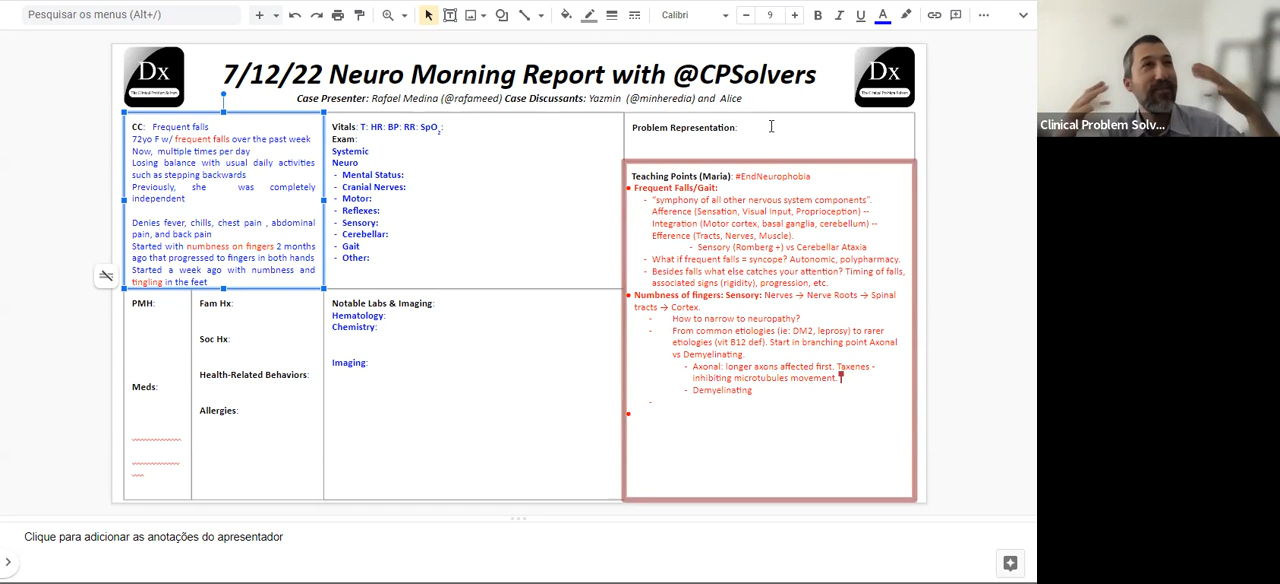 Pesquisar os menus (Alt+/)
Calibri
9
B I U A
Clinical Problem Solv...
Dx
The Clinical Problem Solvers
7/12/22 Neuro Morning Report with @CPSolvers
Case Presenter: Rafael Medina (@rafameed) Case Discussants: Yazmin (@minheredia) and Alice
Dx
The Clinical Problem Solvers
CC: Frequent falls
72yo F w/ frequent falls over the past week
Now, multiple times per day
Losing balance with usual daily activities
such as stepping backwards
Previously, she was completely
independent
Denies fever, chills, chest pain , abdominal
pain, and back pain
Started with numbness on fingers 2 months
ago that progressed to fingers in both hands
Started a week ago with numbness and
tingling in the feet
Vitals: T: HR: BP: RR: SpO2:
Exam:
Systemic
Neuro
- Mental Status:
- Cranial Nerves:
- Motor:
- Reflexes:
- Sensory:
- Cerebellar:
- Gait
- Other:
Problem Representation:
Teaching Points (Maria): #EndNeurophobia
• Frequent Falls/Gait:
- "symphony of all other nervous system components".
Afference (Sensation, Visual input, Proprioception) --
Integration (Motor cortex, basal ganglia, cerebellum) --
Efference (Tracts, Nerves, Muscle).
- Sensory (Romberg +) vs Cerebellar Ataxia
- What if frequent falls = syncope? Autonomic, polypharmacy.
- Besides falls what else catches your attention? Timing of falls,
associated signs (rigidity), progression, etc.
• Numbness of fingers: Sensory: Nerves → Nerve Roots → Spinal
tracts → Cortex.
- How to narrow to neuropathy?
- From common etiologies (ie: DM2, leprosy) to rarer
etiologies (vit B12 def). Start in branching point Axonal
vs Demyelinating.
- Axonal: longer axons affected first. Taxenes -
inhibiting microtubules movement.
- Demyelinating
-
•
PMH:
Meds:
Fam Hx:
Soc Hx:
Health-Related Behaviors:
Allergies:
Notable Labs & Imaging:
Hematology:
Chemistry:
Imaging:
Clique para adicionar as anotações do apresentador